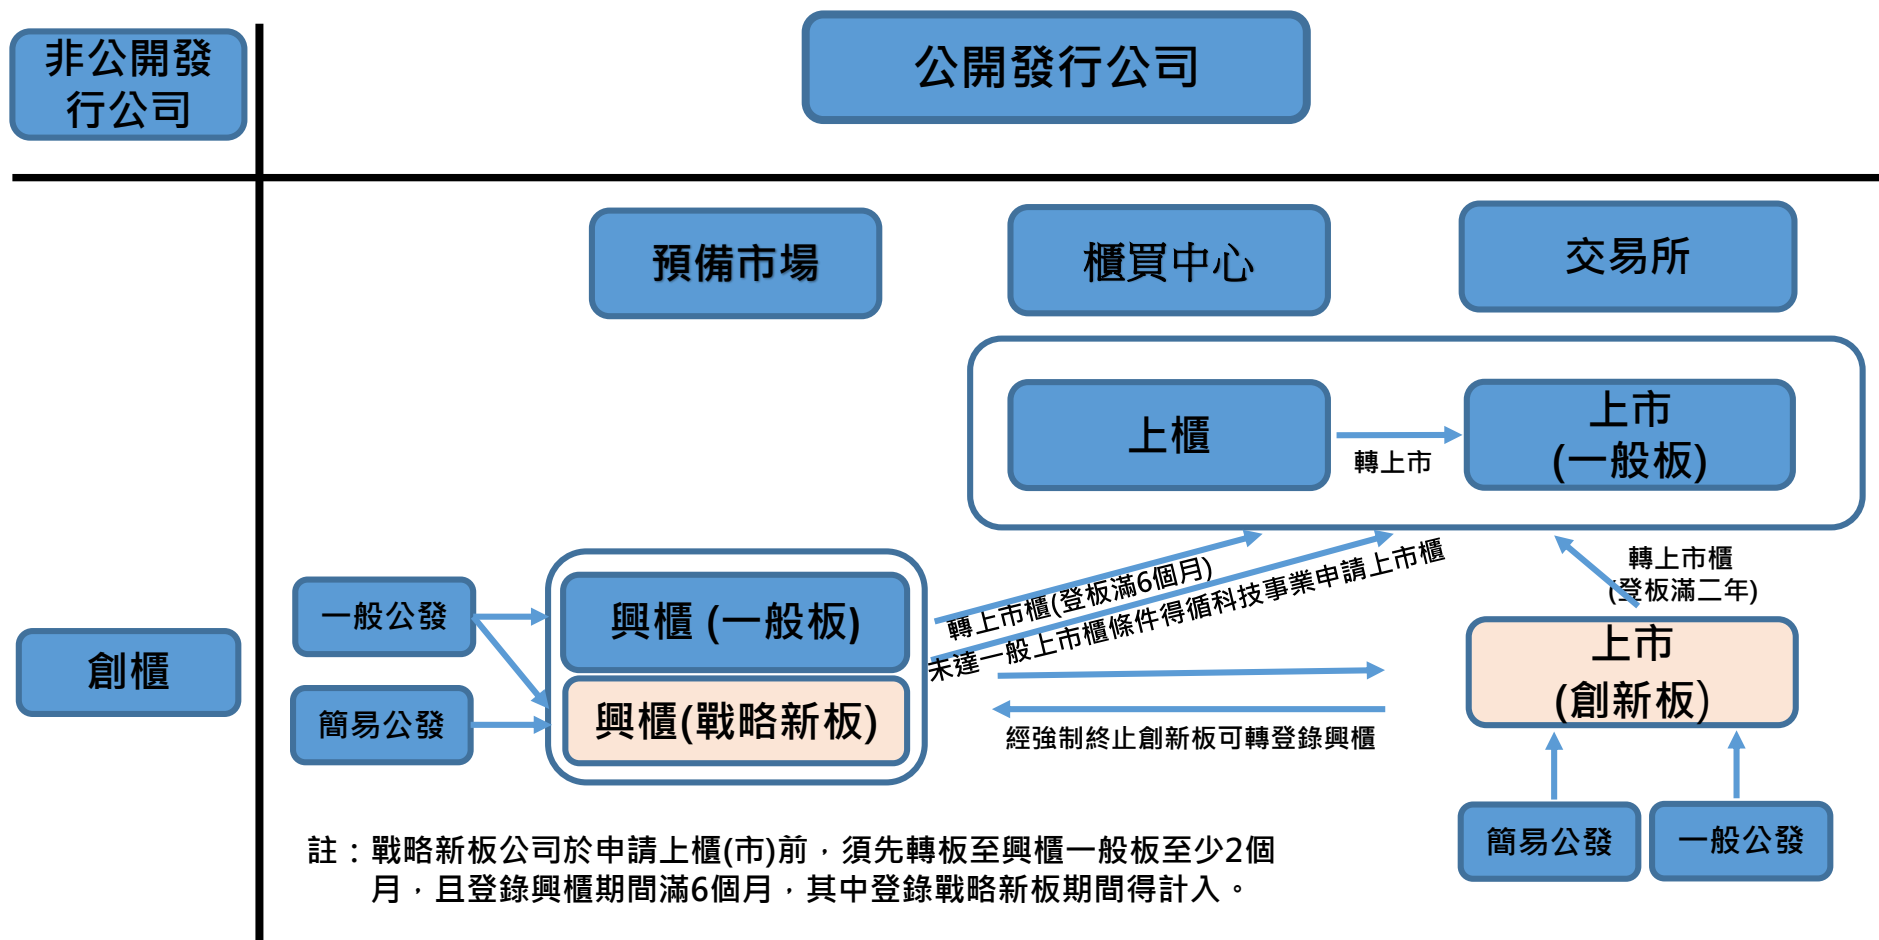 非公開發
行公司
公開發行公司
預備市場
櫃買中心
交易所
上櫃
轉上市
上市
(一般板)
轉上市櫃(登板滿6個月)
未達一般上市櫃條件得循科技事業申請上市櫃
轉上市櫃
(登板滿二年)
一般公發
興櫃 (一般板)
創櫃
簡易公發
興櫃(戰略新板)
上市
(創新板)
經強制終止創新板可轉登錄興櫃
簡易公發
一般公發
註：戰略新板公司於申請上櫃(市)前，須先轉板至興櫃一般板至少2個
月，且登錄興櫃期間滿6個月，其中登錄戰略新板期間得計入。